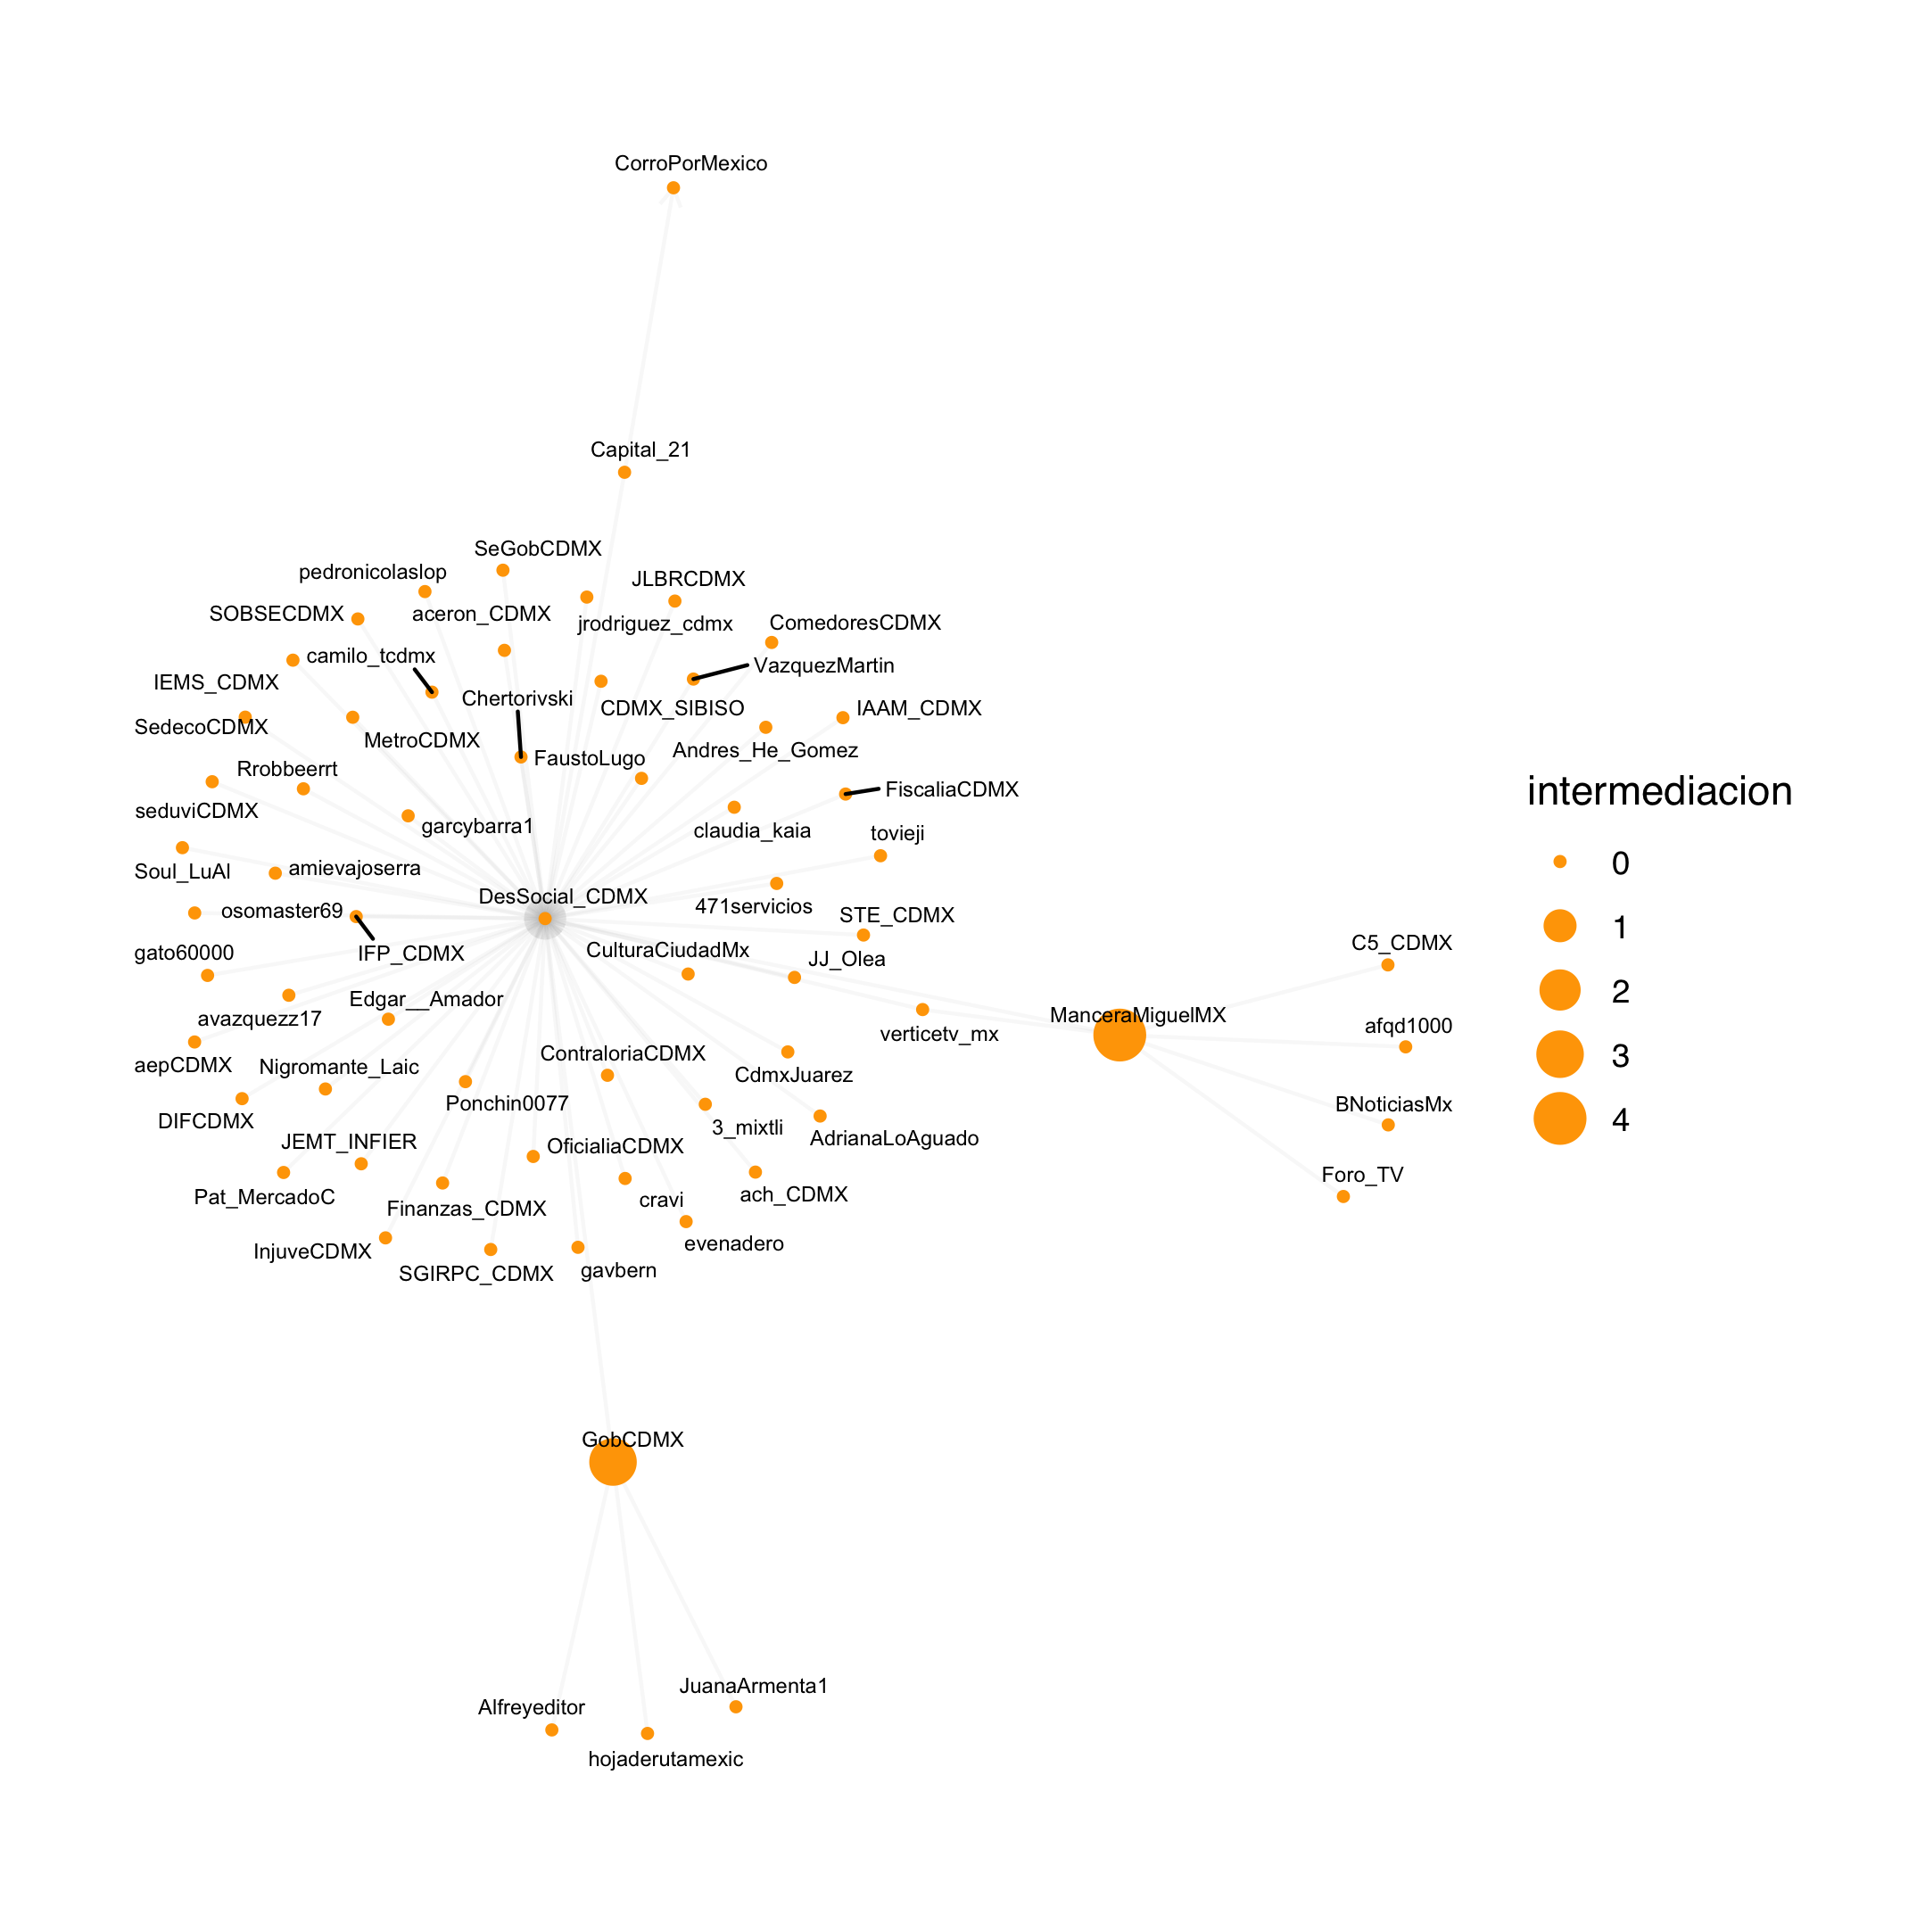 CorroPorMexico
Capital_21
SeGobCDMX
pedronicolaslop
JLBRCDMX
SOBSECDMX
aceron_CDMX
jrodriguez_cdmx
ComedoresCDMX
camilo_tcdmx
VazquezMartin
IEMS_CDMX
Chertorivski
CDMX_SIBISO
IAAM_CDMX
SedecoCDMX
MetroCDMX
FaustoLugo
Andres_He_Gomez
Rrobbeerrt
FiscaliaCDMX
seduviCDMX
garcybarra1
claudia_kaia
tovieji
Soul_LuAl
amievajoserra
DesSocial_CDMX
471servicios
osomaster69
STE_CDMX
gato60000
IFP_CDMX
CulturaCiudadMx
JJ_Olea
C5_CDMX
avazquezz17
Edgar__Amador
verticetv_mx
ManceraMiguelMX
afqd1000
aepCDMX
Nigromante_Laic
ContraloriaCDMX
CdmxJuarez
DIFCDMX
Ponchin0077
3_mixtli
AdrianaLoAguado
BNoticiasMx
JEMT_INFIER
OficialiaCDMX
Foro_TV
Pat_MercadoC
Finanzas_CDMX
cravi
ach_CDMX
InjuveCDMX
SGIRPC_CDMX
gavbern
evenadero
GobCDMX
Alfreyeditor
JuanaArmenta1
hojaderutamexic
intermediacion
0
1
2
3
4